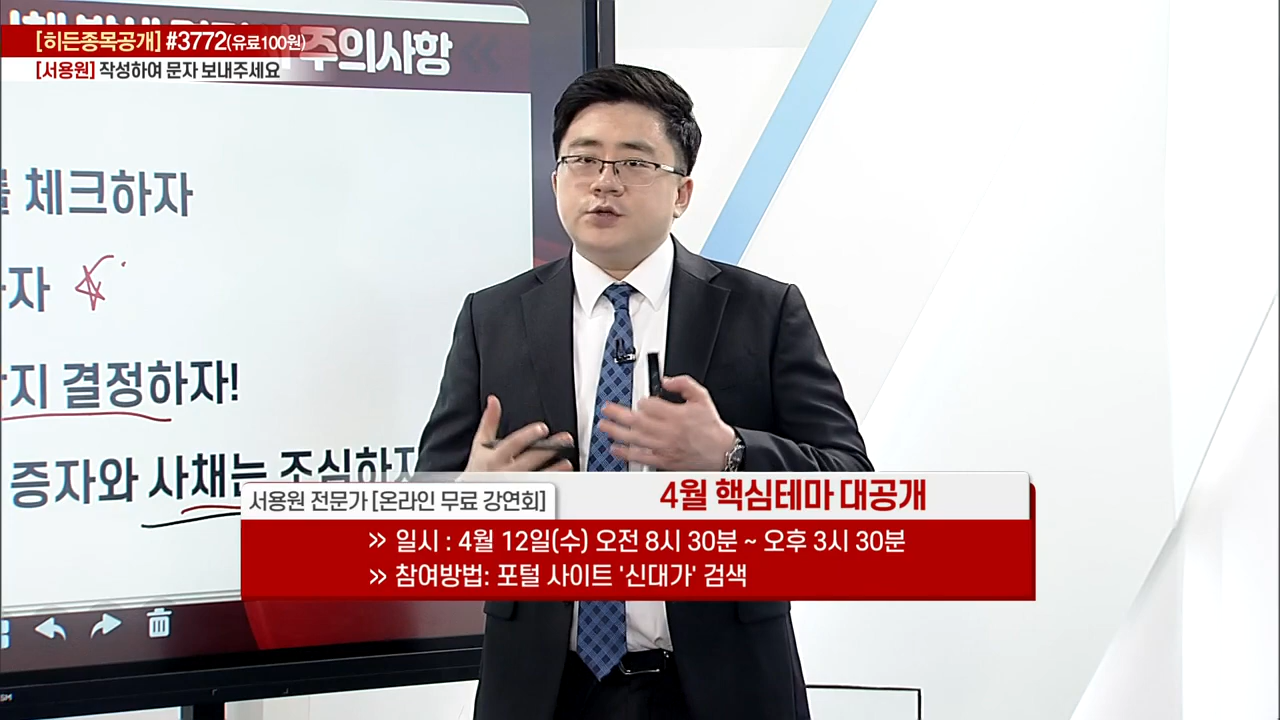 [히든종목공개] #3772(유료100원)
[서용원] 작성하여 문자 보내주세요
주의사항
체크하자
결정하자!
증자와 사채는 조심하자
서용원 전문가 [온라인 무료 강연회]
4월 핵심테마 대공개
» 일시 : 4월 12일(수) 오전 8시 30분 ~ 오후 3시 30분
» 참여방법: 포털 사이트 '신대가' 검색